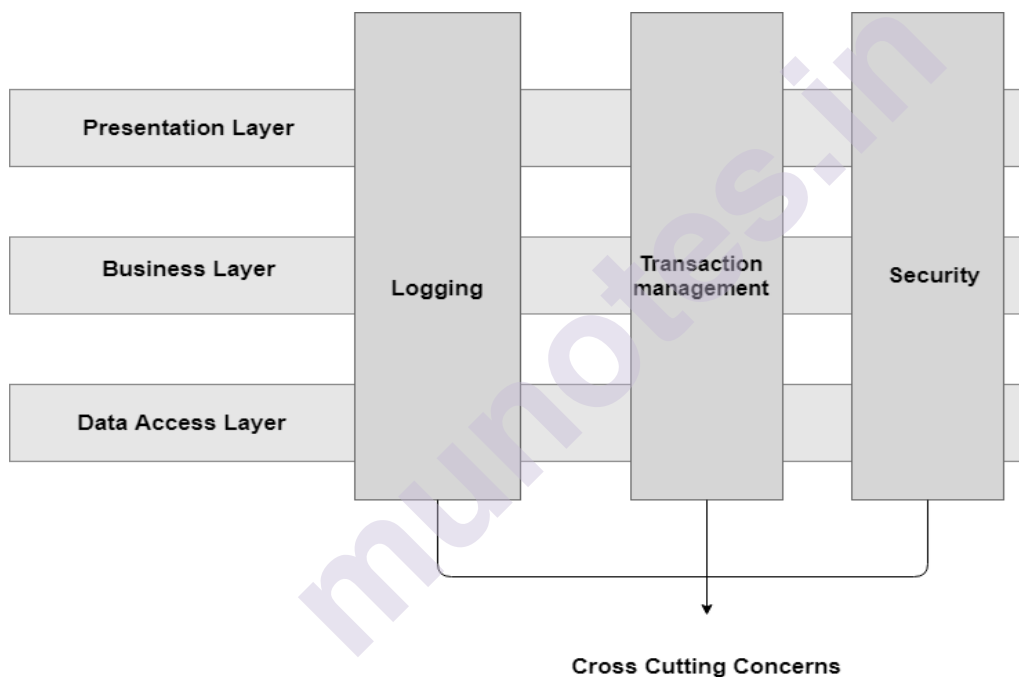 Presentation Layer
Business Layer
Data Access Layer
Logging
Transaction
management
Security
Cross Cutting Concerns
munotes.in